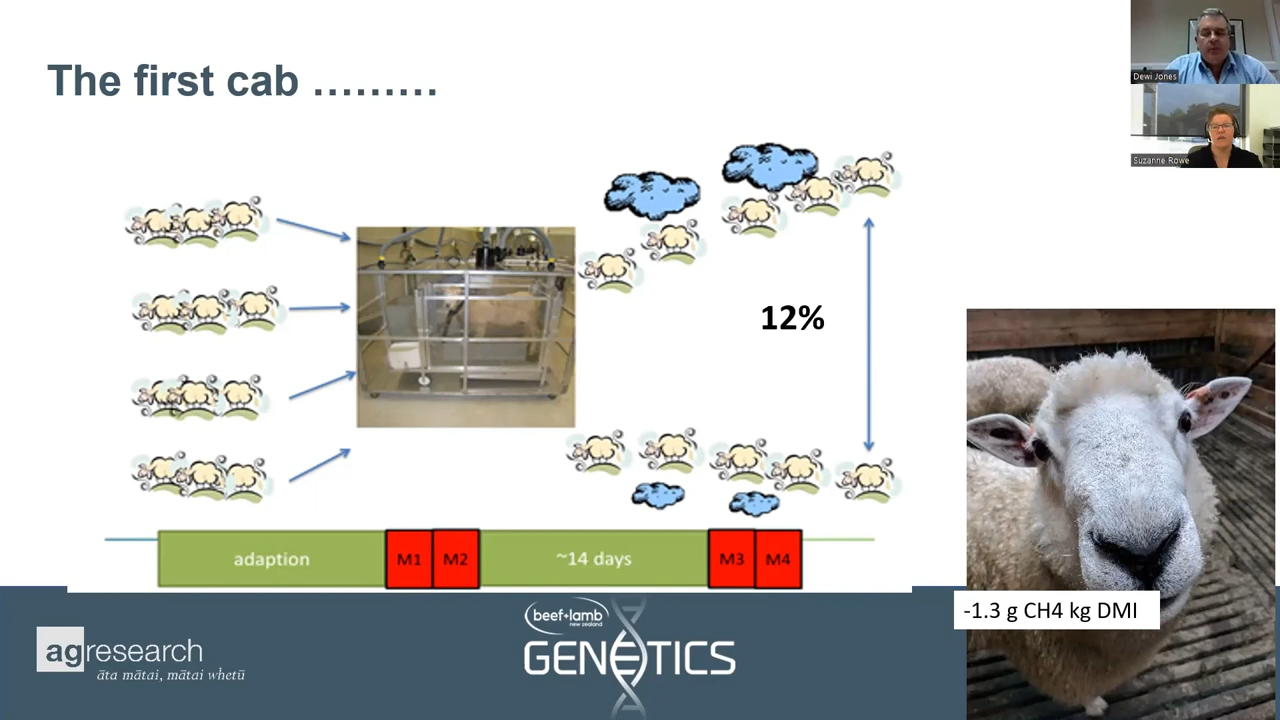 The first cab ………
Dewi Jones
Suzanne Rowe
12%
adaption
M1
M2
~14 days
M3
M4
-1.3 g CH4 kg DMI
agresearch
āta mātai, mātai whetū
beef+lamb
new zealand
GENETICS